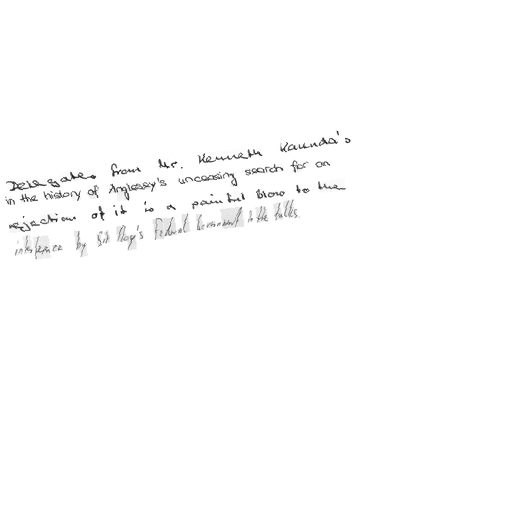 Delegates from Mr. Kenneth Kaunda's
in the history of Anglesey's unceasing search for an
rejection of it is a painful blow to the
interference by Sir Roy's Federal Government in the talks